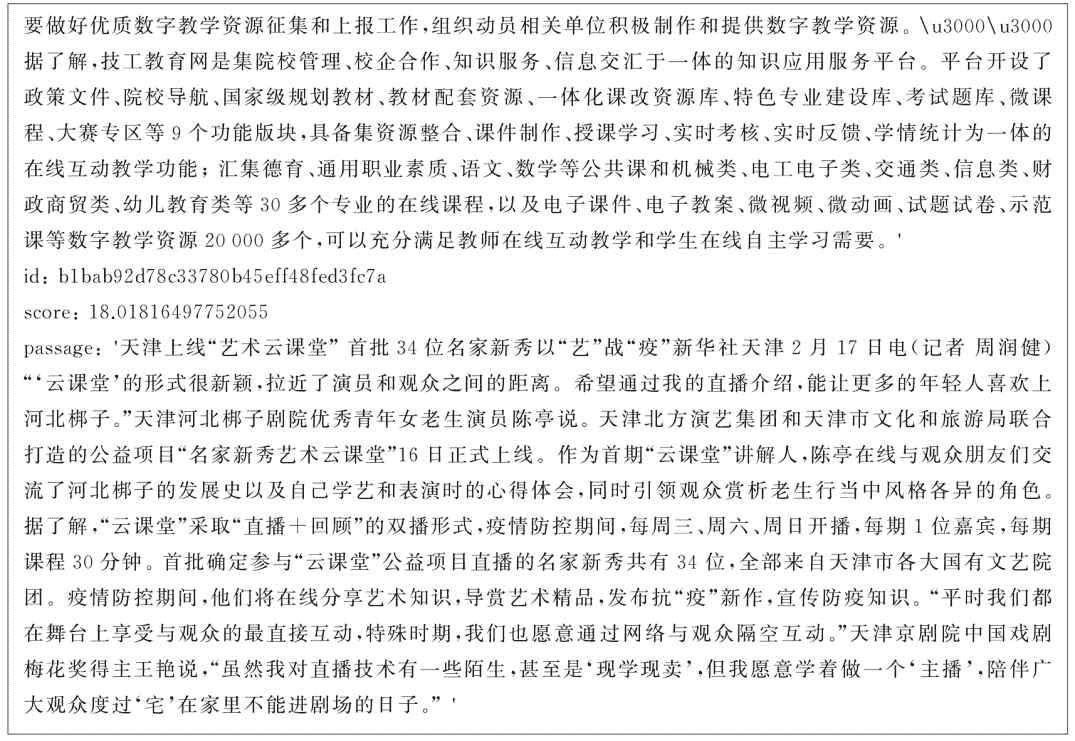 要做好优质数字教学资源征集和上报工作,组织动员相关单位积极制作和提供数字教学资源。\u3000\u3000
据了解,技工教育网是集院校管理、校企合作、知识服务、信息交汇于一体的知识应用服务平台。平台开设了
政策文件、院校导航、国家级规划教材、教材配套资源、一体化课改资源库、特色专业建设库、考试题库、微课
程、大赛专区等 9 个功能版块,具备集资源整合、课件制作、授课学习、实时考核、实时反馈、学情统计为一体的
在线互动教学功能; 汇集德育、通用职业素质、语文、数学等公共课和机械类、电工电子类、交通类、信息类、财
政商贸类、幼儿教育类等 30 多个专业的在线课程,以及电子课件、电子教案、微视频、微动画、试题试卷、示范
课等数字教学资源 20 000 多个,可以充分满足教师在线互动教学和学生在线自主学习需要。'
id: b1bab92d78c33780b45eff48fed3fc7a
score: 18.01816497752055
passage: '天津上线“艺术云课堂” 首批 34 位名家新秀以“艺”战“疫”新华社天津 2 月 17 日电(记者 周润健)
“‘云课堂’的形式很新颖,拉近了演员和观众之间的距离。希望通过我的直播介绍,能让更多的年轻人喜欢上
河北梆子。”天津河北梆子剧院优秀青年女老生演员陈亭说。天津北方演艺集团和天津市文化和旅游局联合
打造的公益项目“名家新秀艺术云课堂”16 日正式上线。作为首期“云课堂”讲解人,陈亭在线与观众朋友们交
流了河北梆子的发展史以及自己学艺和表演时的心得体会,同时引领观众赏析老生行当中风格各异的角色。
据了解,“云课堂”采取“直播＋回顾”的双播形式,疫情防控期间,每周三、周六、周日开播,每期 1 位嘉宾,每期
课程 30 分钟。首批确定参与“云课堂”公益项目直播的名家新秀共有 34 位,全部来自天津市各大国有文艺院
团。疫情防控期间,他们将在线分享艺术知识,导赏艺术精品,发布抗“疫”新作,宣传防疫知识。“平时我们都
在舞台上享受与观众的最直接互动,特殊时期,我们也愿意通过网络与观众隔空互动。”天津京剧院中国戏剧
梅花奖得主王艳说,“虽然我对直播技术有一些陌生,甚至是‘现学现卖’,但我愿意学着做一个‘主播’,陪伴广
大观众度过‘宅’在家里不能进剧场的日子。” '